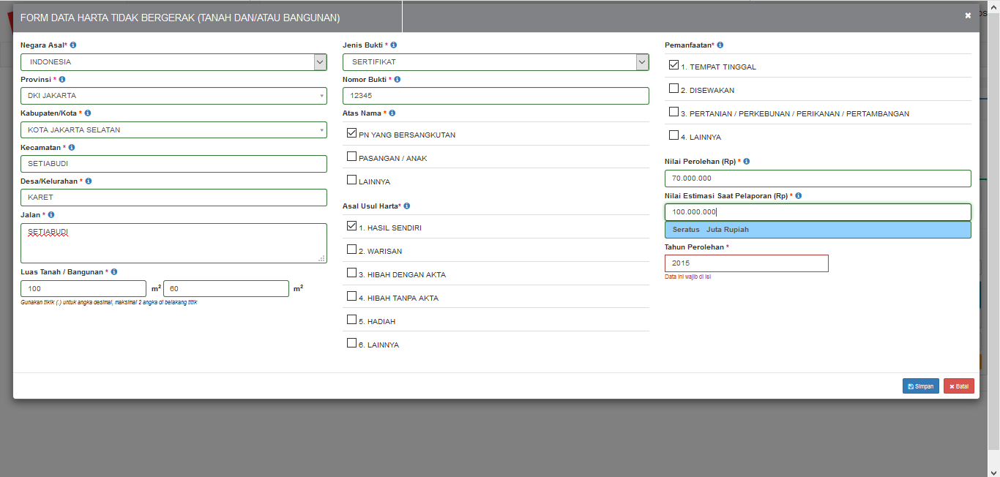 FORM DATA HARTA TIDAK BERGERAK (TANAH DAN/ATAU BANGUNAN)
Negara Asal*
INDONESIA
Provinsi *
DKI JAKARTA
Kabupaten/Kota *
KOTA JAKARTA SELATAN
Kecamatan *
SETIABUDI
Desa/Kelurahan *
KARET
Jalan *
SETIABUDI
Luas Tanah / Bangunan *
100 m² 60 m²
Gunakan tikik (.) untuk angka desimal, maksimal 2 angka di belakang titik
Jenis Bukti *
SERTIFIKAT
Nomor Bukti *
12345
Atas Nama *
PN YANG BERSANGKUTAN
PASANGAN / ANAK
LAINNYA
Asal Usul Harta*
1. HASIL SENDIRI
2. WARISAN
3. HIBAH DENGAN AKTA
4. HIBAH TANPA AKTA
5. HADIAH
6. LAINNYA
Pemanfaatan*
1. TEMPAT TINGGAL
2. DISEWAKAN
3. PERTANIAN / PERKEBUNAN / PERIKANAN / PERTAMBANGAN
4. LAINNYA
Nilai Perolehan (Rp) *
70.000.000
Nilai Estimasi Saat Pelaporan (Rp) *
100.000.000
Seratus Juta Rupiah
Tahun Perolehan *
2015
Data ini wajib di isi
Simpan
Batal